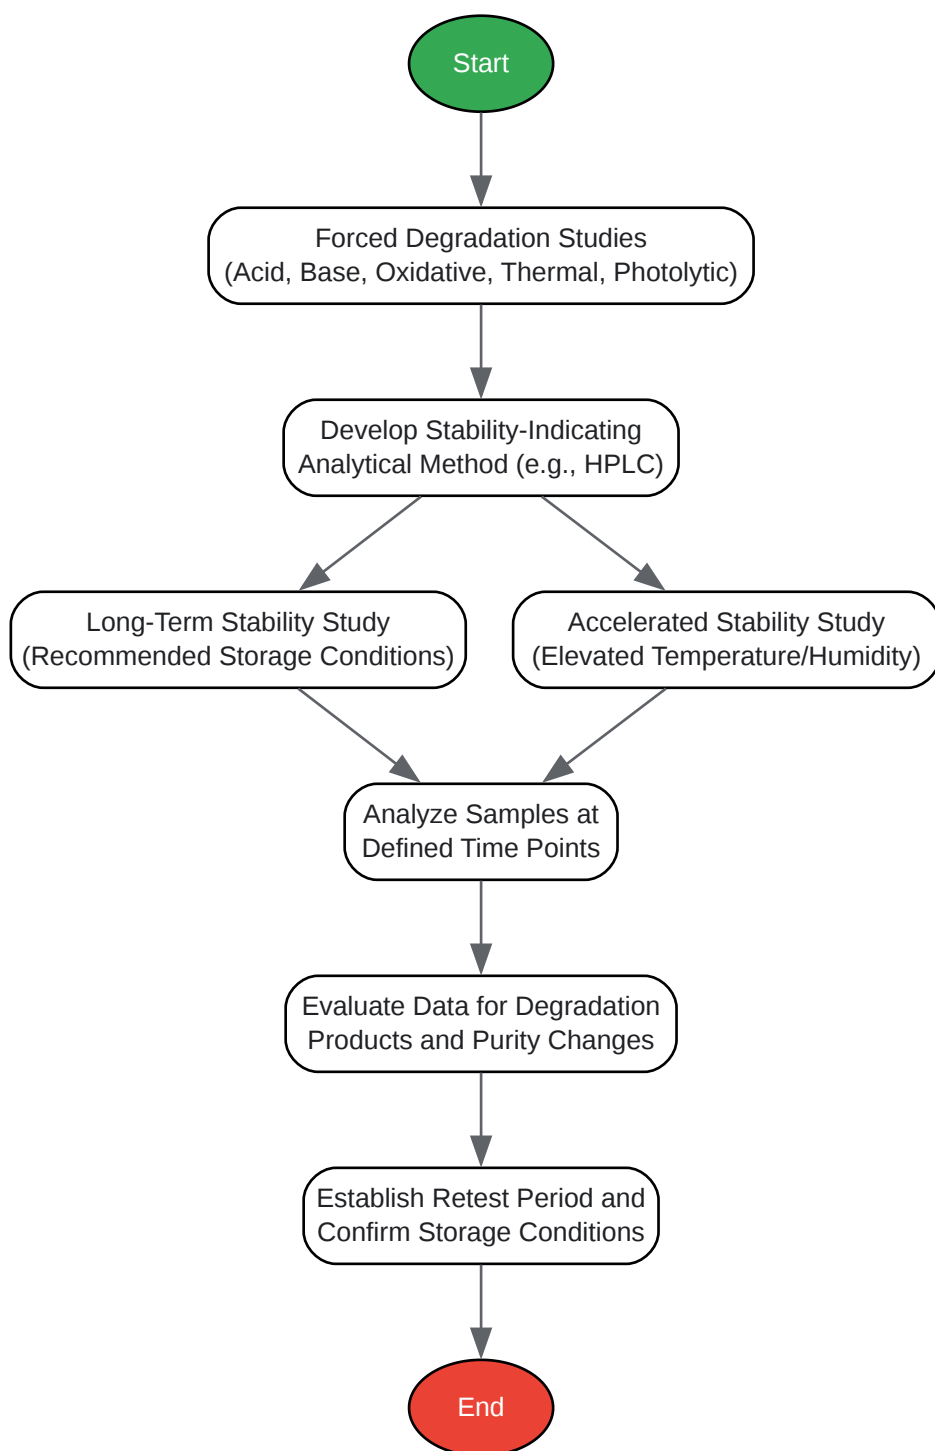 Start
Forced Degradation Studies
(Acid, Base, Oxidative, Thermal, Photolytic)
Develop Stability-Indicating
Analytical Method (e.g., HPLC)
Long-Term Stability Study
(Recommended Storage Conditions)
Accelerated Stability Study
(Elevated Temperature/Humidity)
Analyze Samples at
Defined Time Points
Evaluate Data for Degradation
Products and Purity Changes
Establish Retest Period and
Confirm Storage Conditions
End